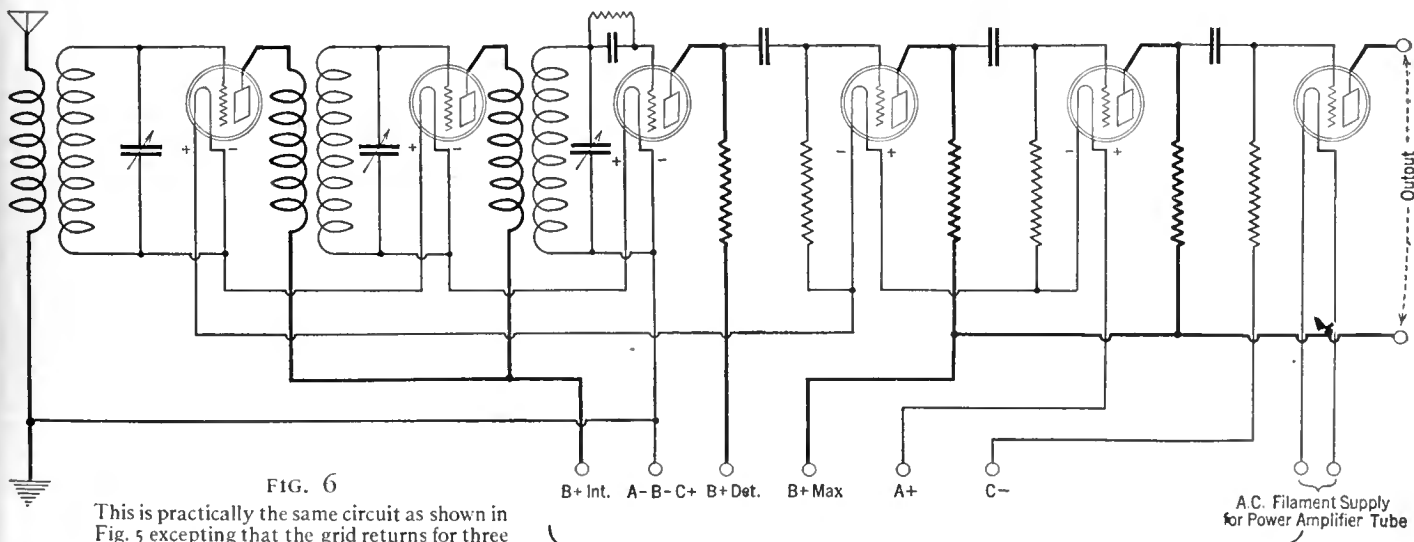 + -
+ -
+ -
- +
- +
Output
B+ Int. A- B- C+ B+ Det. B+ Max A+ C-
A.C. Filament Supply
for Power Amplifier Tube
FIG. 6
This is practically the same circuit as shown in
Fig. 5 excepting that the grid returns for three